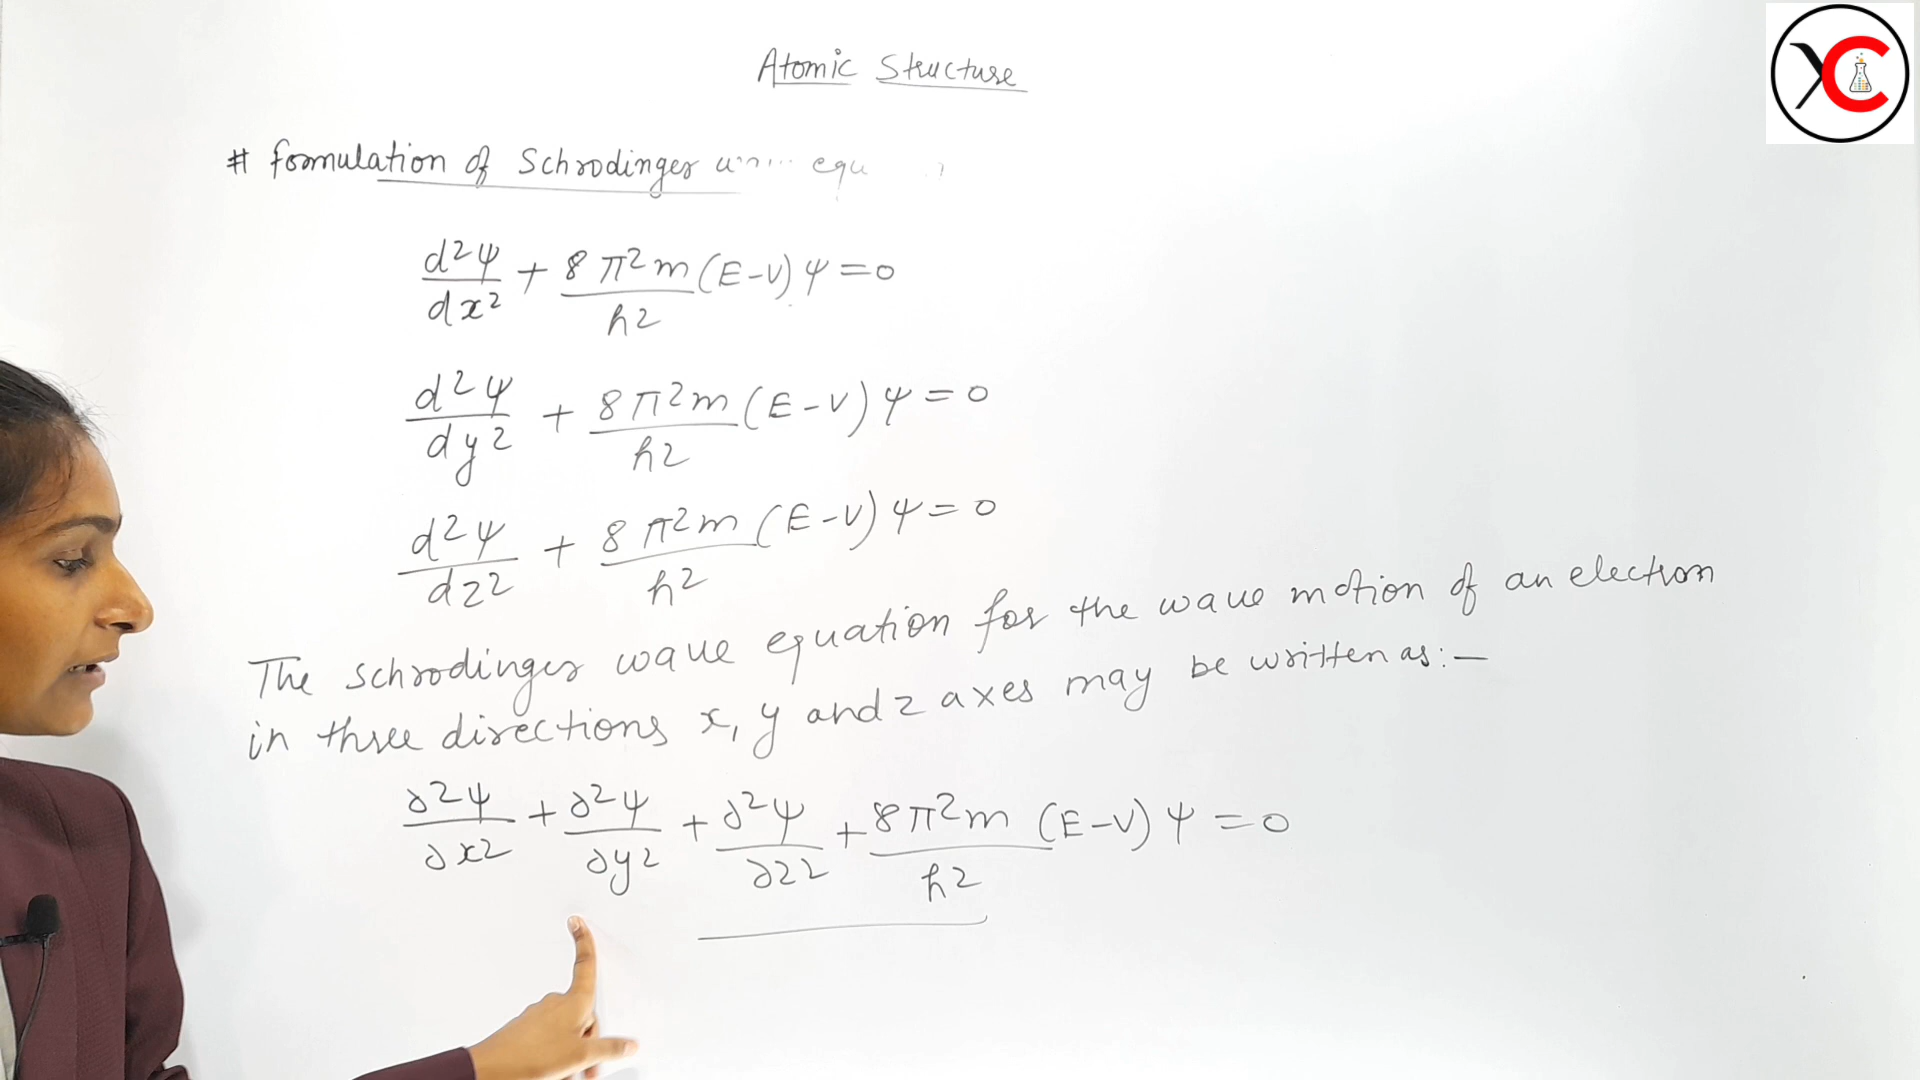 Atomic Structure
# formulation of Schrodinger equ
d²ψ/dx² + 8π²m/h² (E-V) ψ = 0
d²ψ/dy² + 8π²m/h² (E-V) ψ = 0
d²ψ/dz² + 8π²m/h² (E-V) ψ = 0
The schrodinger wave equation for the wave motion of an electron
in three directions x, y and z axes may be written as:—
∂²ψ/∂x² + ∂²ψ/∂y² + ∂²ψ/∂z² + 8π²m/h² (E-V) ψ = 0